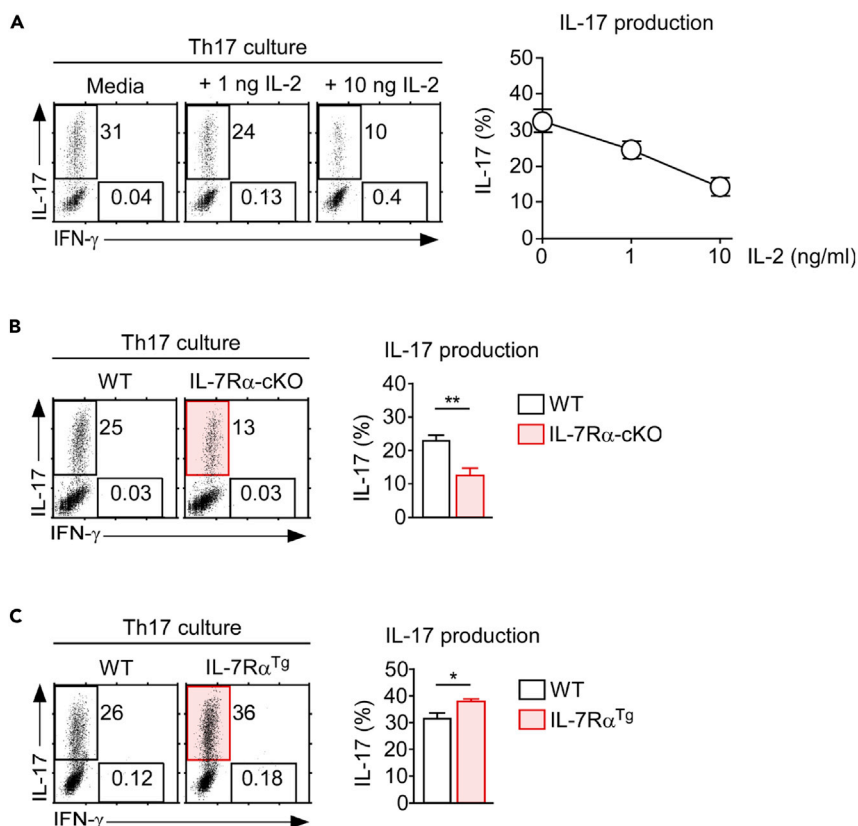 A
Th17 culture
Media + 1 ng IL-2 + 10 ng IL-2
31 24 10
0.04 0.13 0.4
IL-17
IFN-γ
IL-17 production
50
40
30
20
10
0
IL-17 (%)
0 1 10 IL-2 (ng/ml)
B
Th17 culture
WT IL-7Rα-cKO
25 13
0.03 0.03
IL-17
IFN-γ
IL-17 production
40
30
20
10
0
IL-17 (%)
**
WT
IL-7Rα-cKO
C
Th17 culture
WT IL-7Rα^Tg
26 36
0.12 0.18
IL-17
IFN-γ
IL-17 production
50
40
30
20
10
0
IL-17 (%)
*
WT
IL-7Rα^Tg